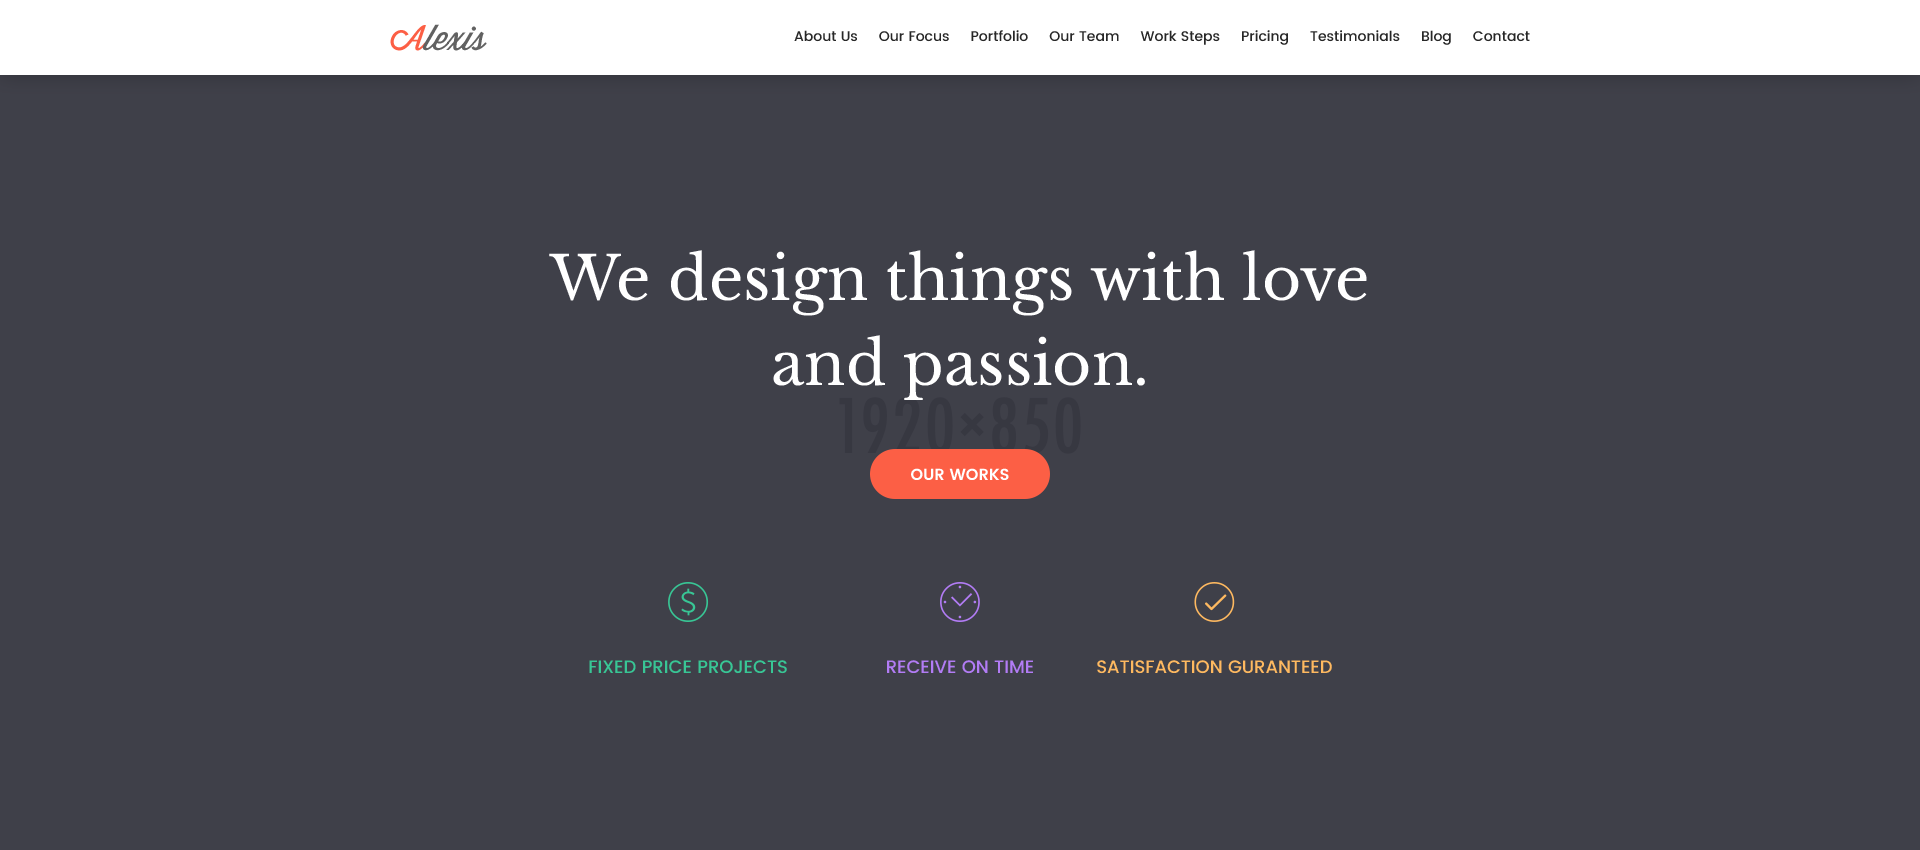 Alexis
About Us Our Focus Portfolio Our Team Work Steps Pricing Testimonials Blog Contact
We design things with love
and passion.
1920×850
OUR WORKS
FIXED PRICE PROJECTS RECEIVE ON TIME SATISFACTION GURANTEED